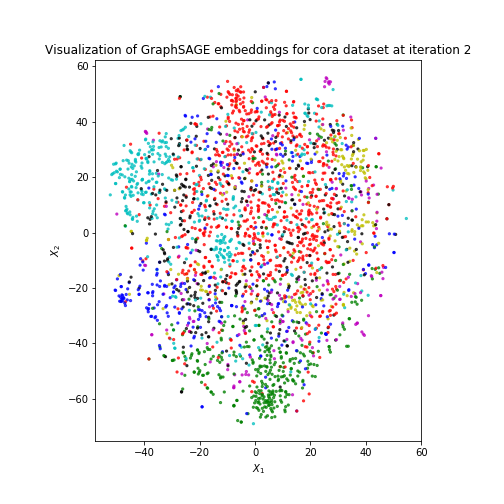 Visualization of GraphSAGE embeddings for cora dataset at iteration 2
60
40
20
0
−20
−40
−60
X₂
−40 −20 0 20 40 60
X₁